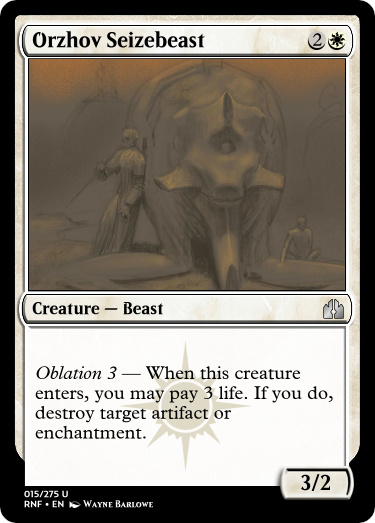 Orzhov Seizebeast 2
Creature — Beast
Oblation 3 — When this creature
enters, you may pay 3 life. If you do,
destroy target artifact or
enchantment.
3/2
015/275 U
RNF • EN Wayne Barlowe